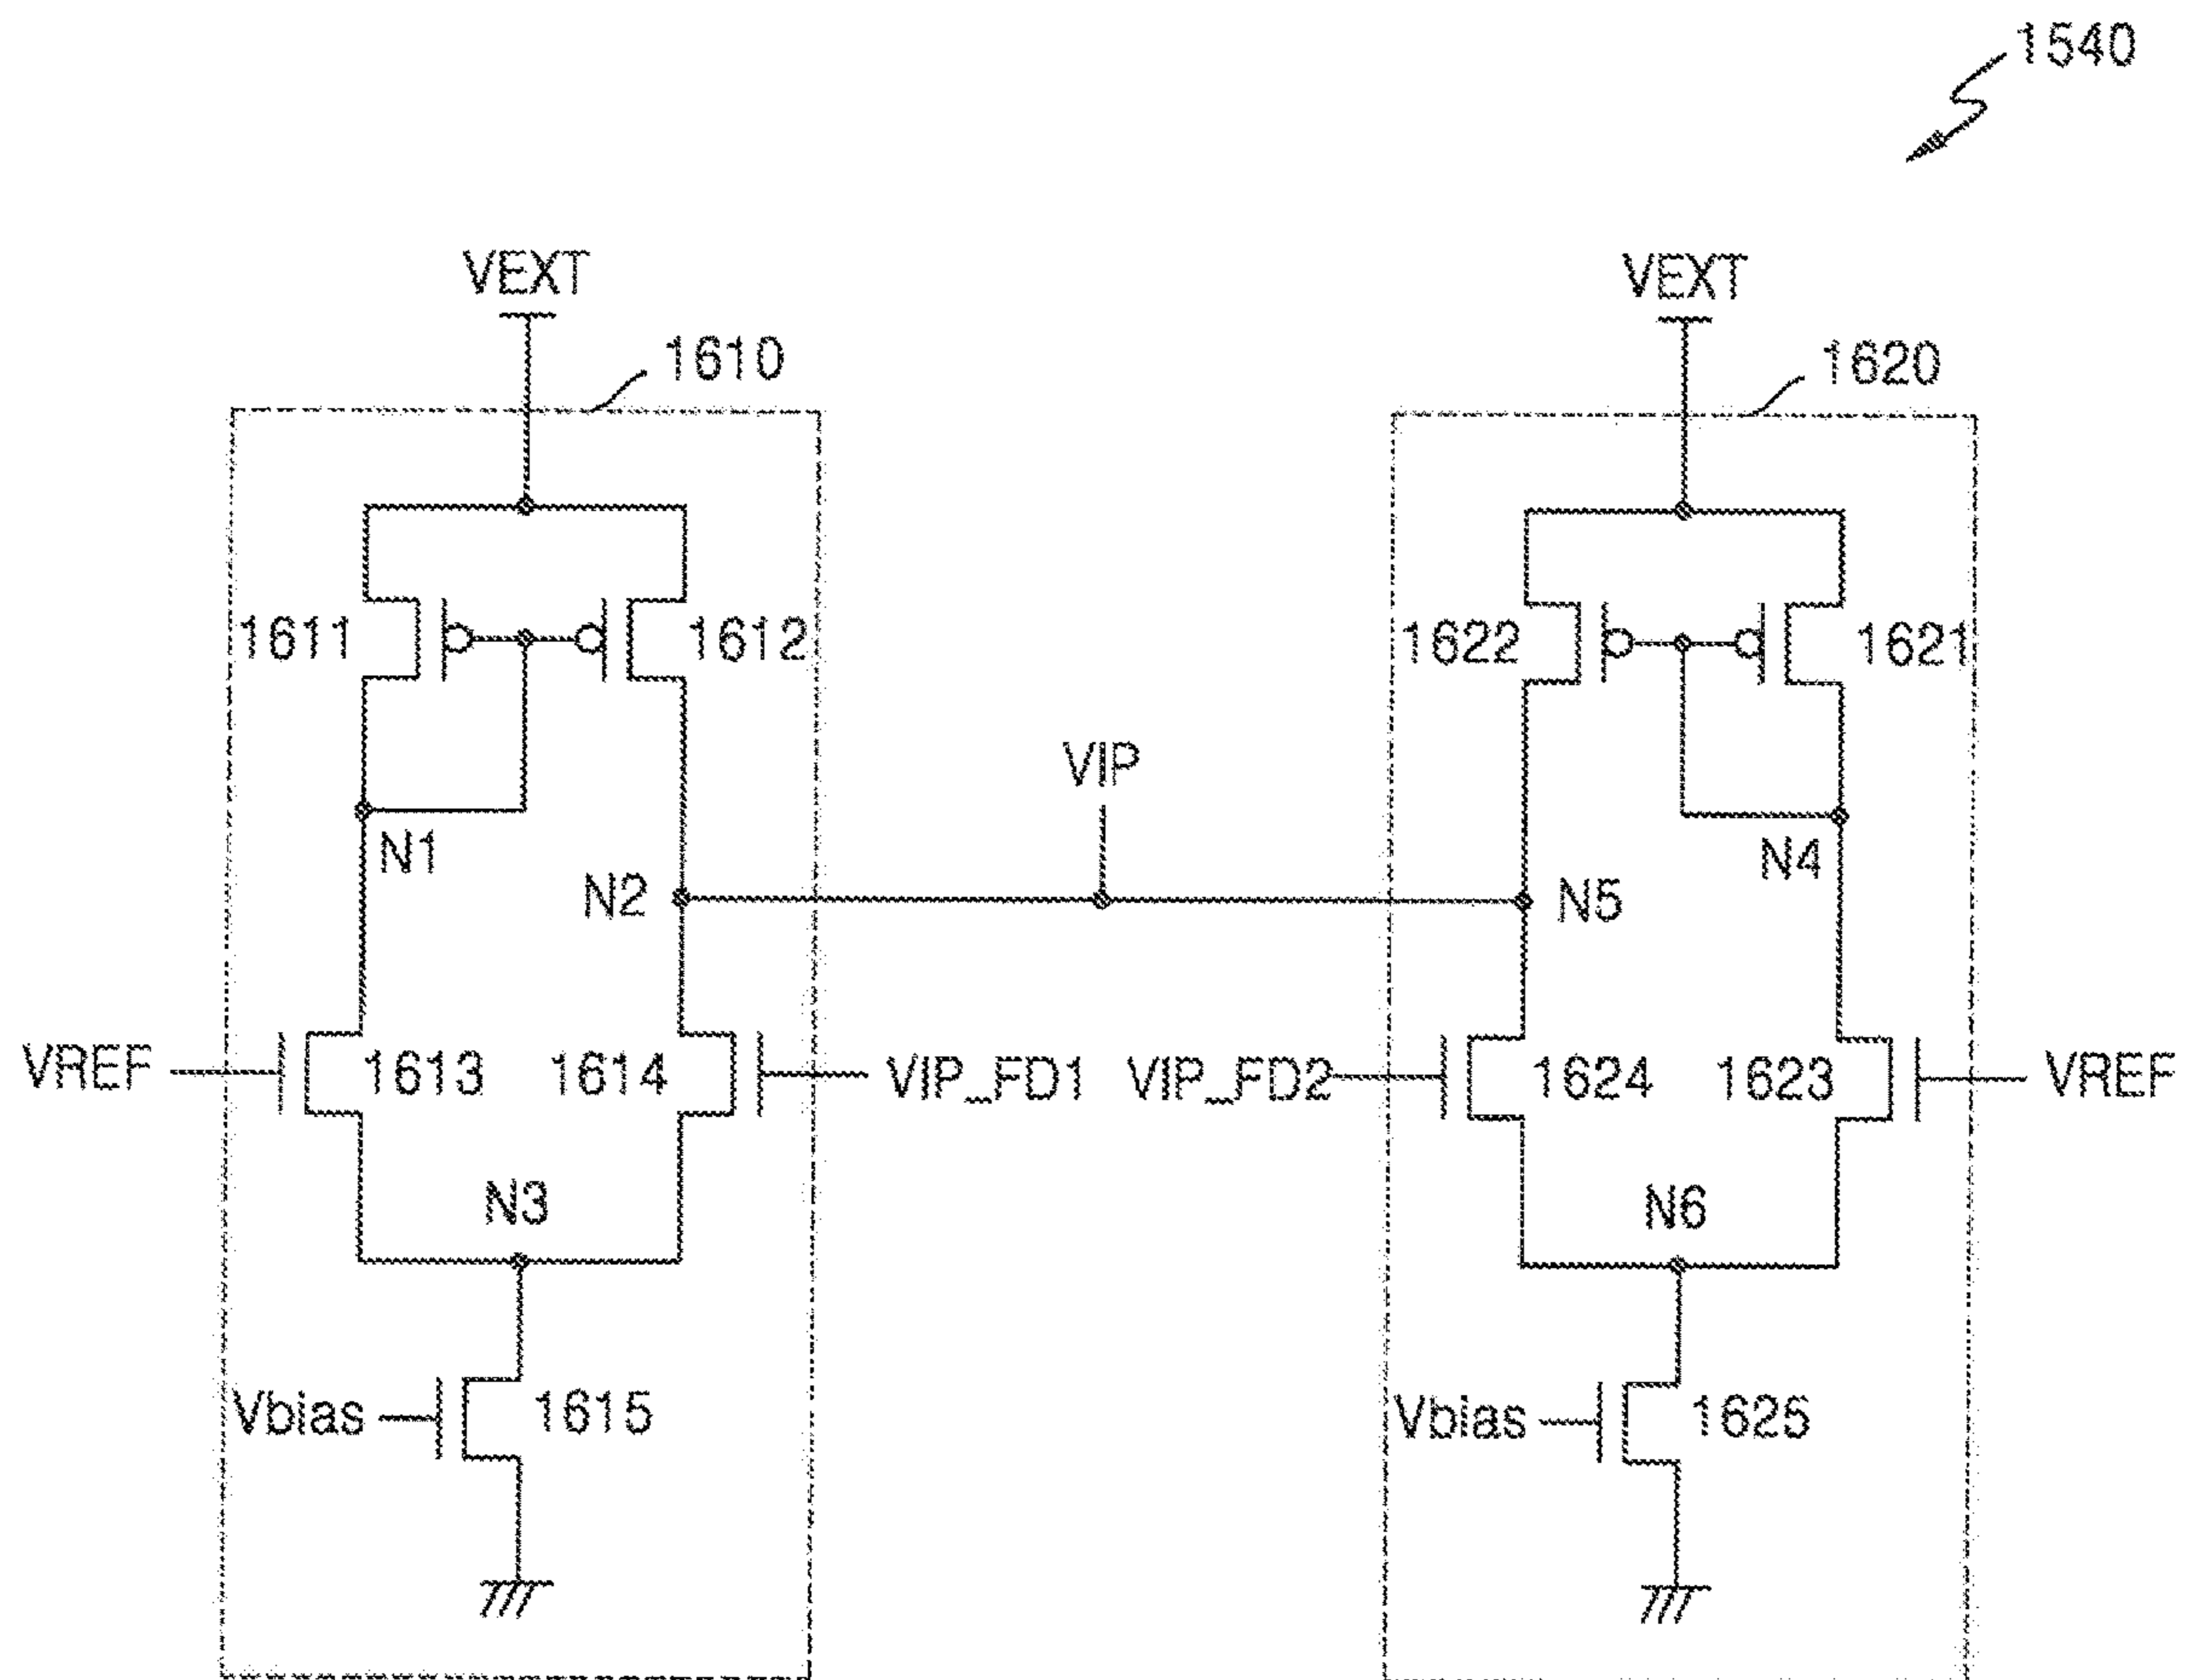 1540
VEXT
VEXT
1610
1620
1611
1612
1622
1621
VIP
N1
N4
N2
N5
VREF
1613
1614
VIP_FD1
VIP_FD2
1624
1623
VREF
N3
N6
Vbias
1615
Vbias
1625